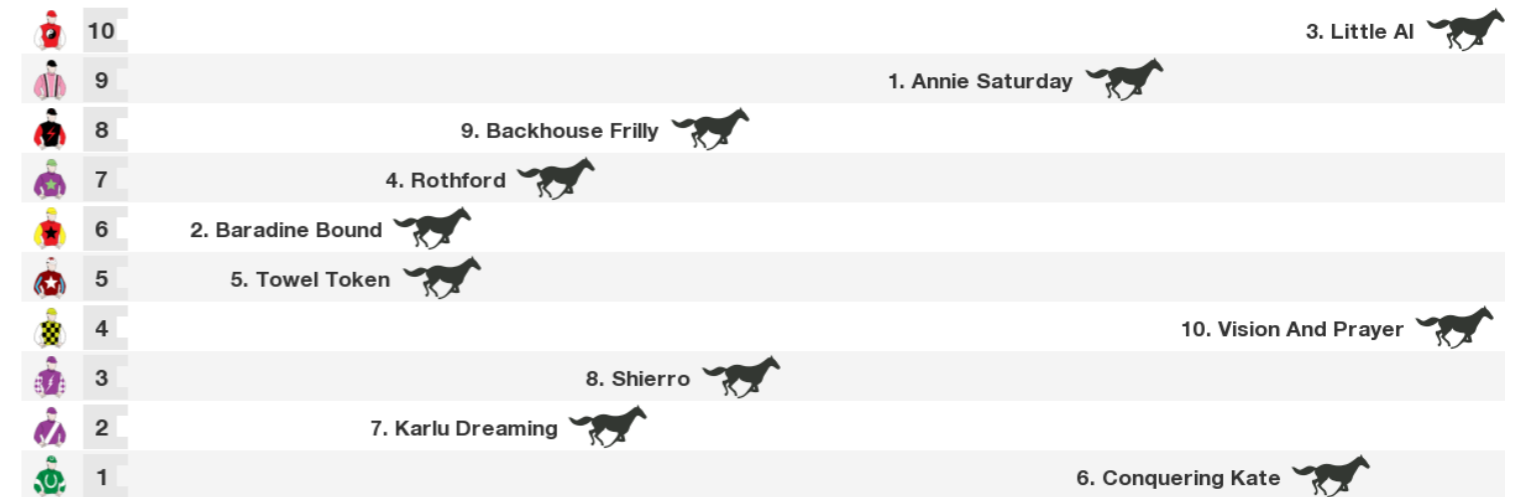 10 3. Little Al
9 1. Annie Saturday
8 9. Backhouse Frilly
7 4. Rothford
6 2. Baradine Bound
5 5. Towel Token
4 10. Vision And Prayer
3 8. Shierro
2 7. Karlu Dreaming
1 6. Conquering Kate